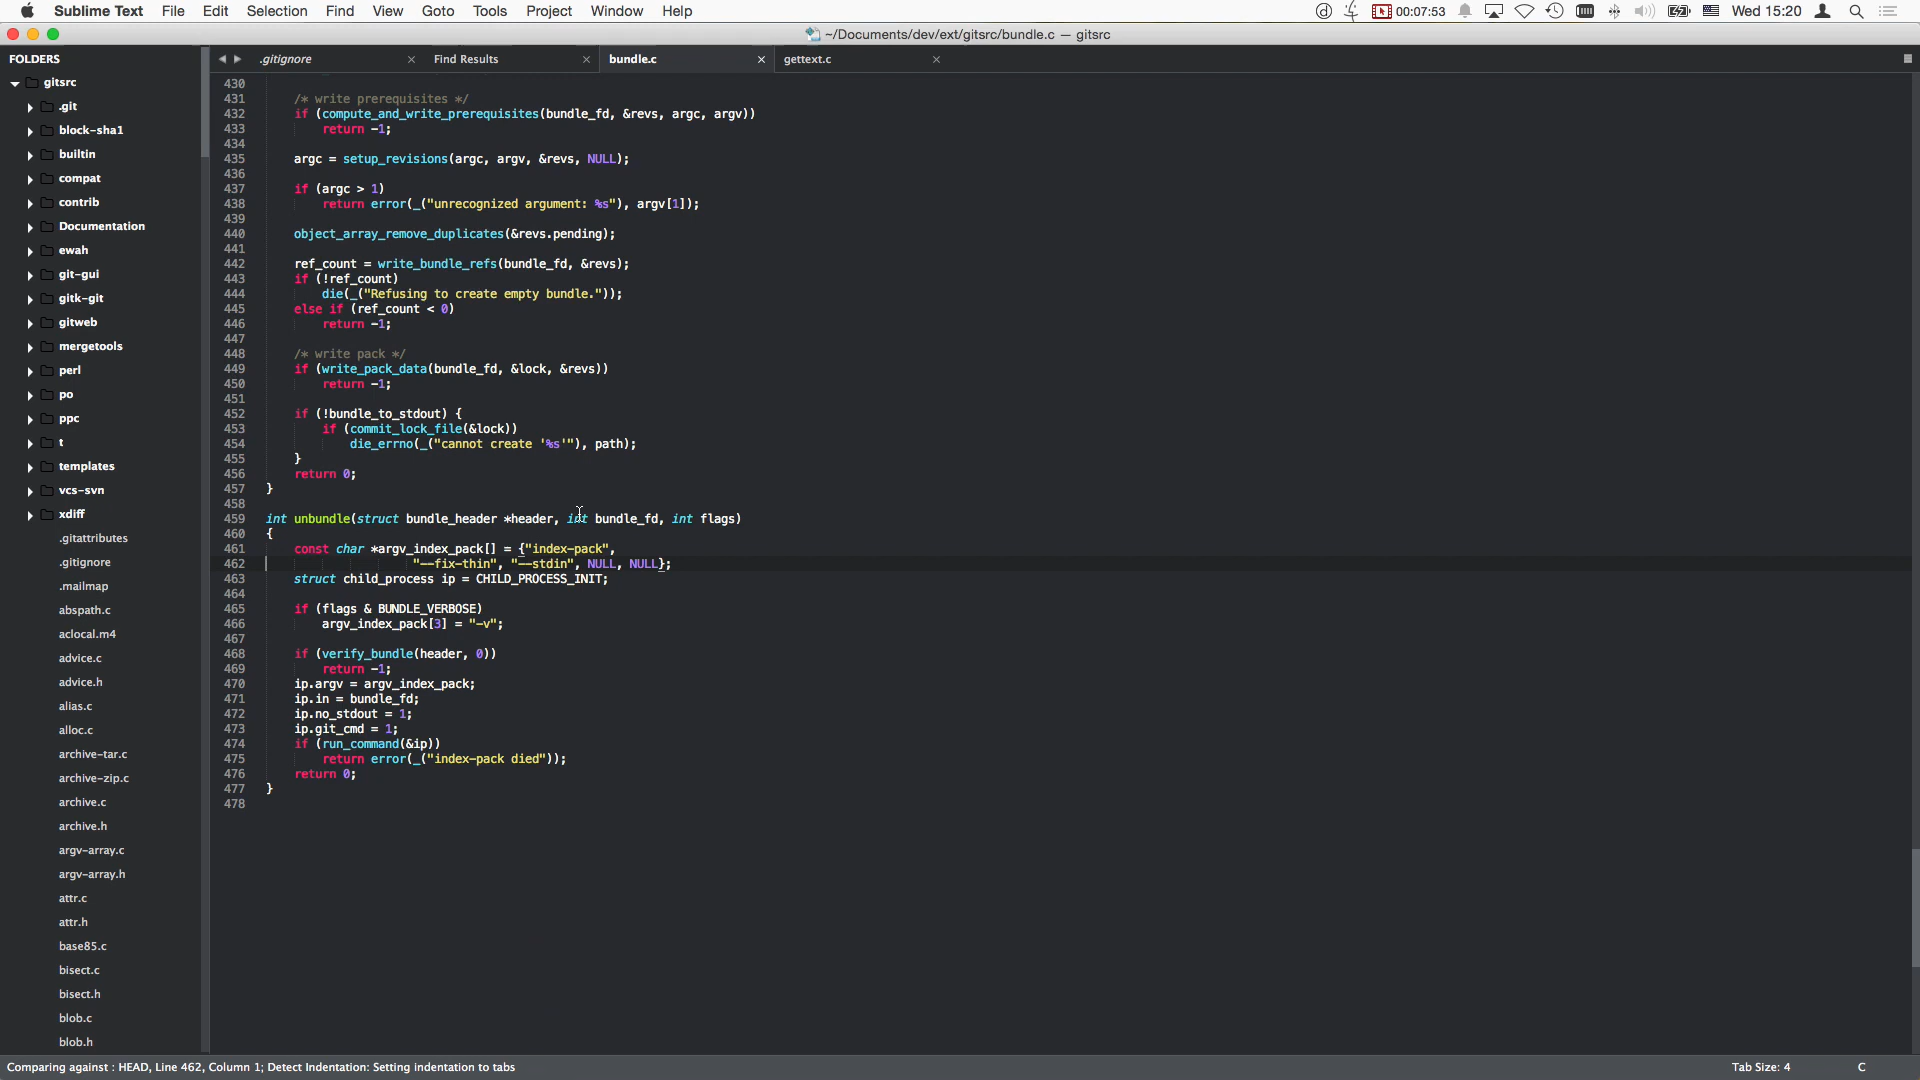 Sublime Text File Edit Selection Find View Goto Tools Project Window Help 00:07:53 Wed 15:20
~/Documents/dev/ext/gitsrc/bundle.c — gitsrc
FOLDERS
gitsrc
.git
block-sha1
builtin
compat
contrib
Documentation
ewah
git-gui
gitk-git
gitweb
mergetools
perl
po
ppc
t
templates
vcs-svn
xdiff
.gitattributes
.gitignore
.mailmap
abspath.c
aclocal.m4
advice.c
advice.h
alias.c
alloc.c
archive-tar.c
archive-zip.c
archive.c
archive.h
argv-array.c
argv-array.h
attr.c
attr.h
base85.c
bisect.c
bisect.h
blob.c
blob.h
.gitignore × Find Results × bundle.c × gettext.c ×
430
431 /* write prerequisites */
432 if (compute_and_write_prerequisites(bundle_fd, &revs, argc, argv))
433 return -1;
434
435 argc = setup_revisions(argc, argv, &revs, NULL);
436
437 if (argc > 1)
438 return error(_("unrecognized argument: %s"), argv[1]);
439
440 object_array_remove_duplicates(&revs.pending);
441
442 ref_count = write_bundle_refs(bundle_fd, &revs);
443 if (!ref_count)
444 die(_("Refusing to create empty bundle."));
445 else if (ref_count < 0)
446 return -1;
447
448 /* write pack */
449 if (write_pack_data(bundle_fd, &lock, &revs))
450 return -1;
451
452 if (!bundle_to_stdout) {
453 if (commit_lock_file(&lock))
454 die_errno(_("cannot create '%s'"), path);
455 }
456 return 0;
457 }
458
459 int unbundle(struct bundle_header *header, int bundle_fd, int flags)
460 {
461 const char *argv_index_pack[] = {"index-pack",
462 "--fix-thin", "--stdin", NULL, NULL};
463 struct child_process ip = CHILD_PROCESS_INIT;
464
465 if (flags & BUNDLE_VERBOSE)
466 argv_index_pack[3] = "-v";
467
468 if (verify_bundle(header, 0))
469 return -1;
470 ip.argv = argv_index_pack;
471 ip.in = bundle_fd;
472 ip.no_stdout = 1;
473 ip.git_cmd = 1;
474 if (run_command(&ip))
475 return error(_("index-pack died"));
476 return 0;
477 }
478
Comparing against : HEAD, Line 462, Column 1; Detect Indentation: Setting indentation to tabs Tab Size: 4 C